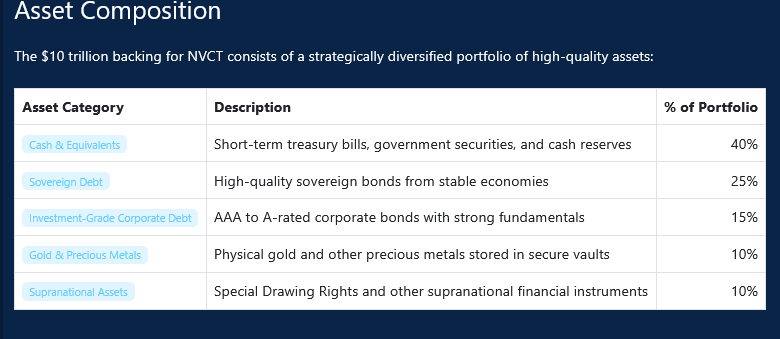 Asset Composition
The $10 trillion backing for NVCT consists of a strategically diversified portfolio of high-quality assets:
Asset Category Description % of Portfolio
Cash & Equivalents Short-term treasury bills, government securities, and cash reserves 40%
Sovereign Debt High-quality sovereign bonds from stable economies 25%
Investment-Grade Corporate Debt AAA to A-rated corporate bonds with strong fundamentals 15%
Gold & Precious Metals Physical gold and other precious metals stored in secure vaults 10%
Supranational Assets Special Drawing Rights and other supranational financial instruments 10%